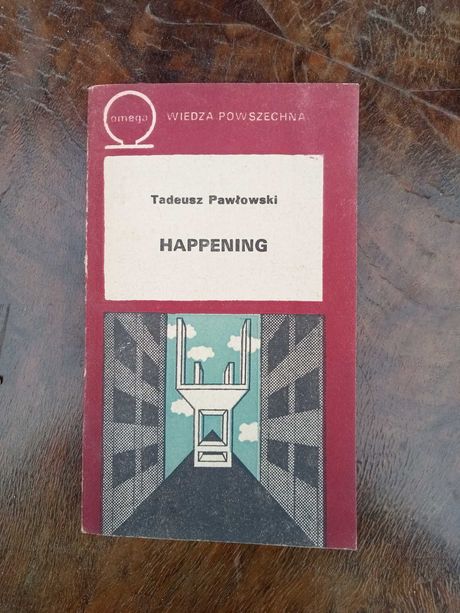 omega
WIEDZA POWSZECHNA
Tadeusz Pawłowski
HAPPENING